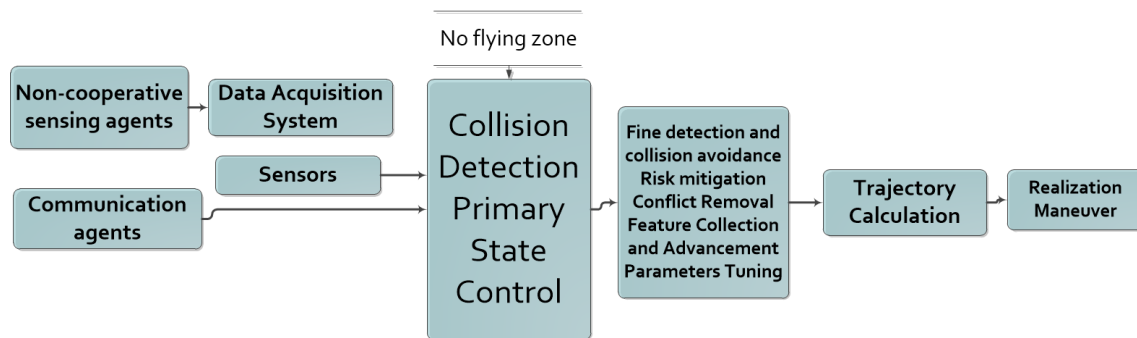 No flying zone
Non-cooperative
sensing agents
Data Acquisition
System
Sensors
Communication
agents
Collision
Detection
Primary
State
Control
Fine detection and
collision avoidance
Risk mitigation
Conflict Removal
Feature Collection
and Advancement
Parameters Tuning
Trajectory
Calculation
Realization
Maneuver